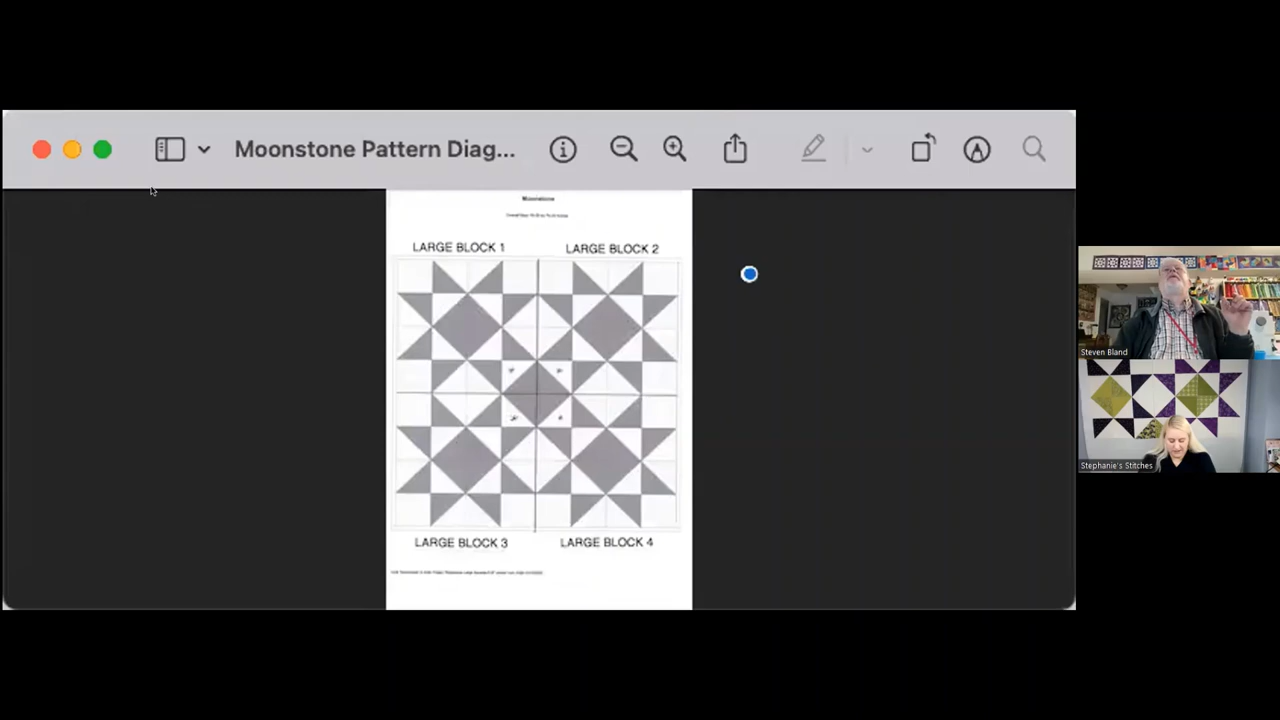 Moonstone Pattern Diag...
Moonstone
LARGE BLOCK 1
LARGE BLOCK 2
LARGE BLOCK 3
LARGE BLOCK 4
Steven Bland
Stephanie's Stitches